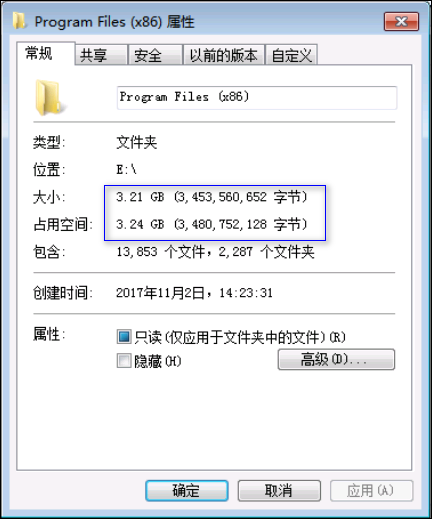 Program Files (x86) 属性
常规 共享 安全 以前的版本 自定义
Program Files (x86)
类型: 文件夹
位置: E:\
大小: 3.21 GB (3,453,560,652 字节)
占用空间: 3.24 GB (3,480,752,128 字节)
包含: 13,853 个文件, 2,287 个文件夹
创建时间: 2017年11月2日, 14:23:31
属性: 只读(仅应用于文件夹中的文件)(R)
隐藏(H) 高级(D)...
确定 取消 应用(A)